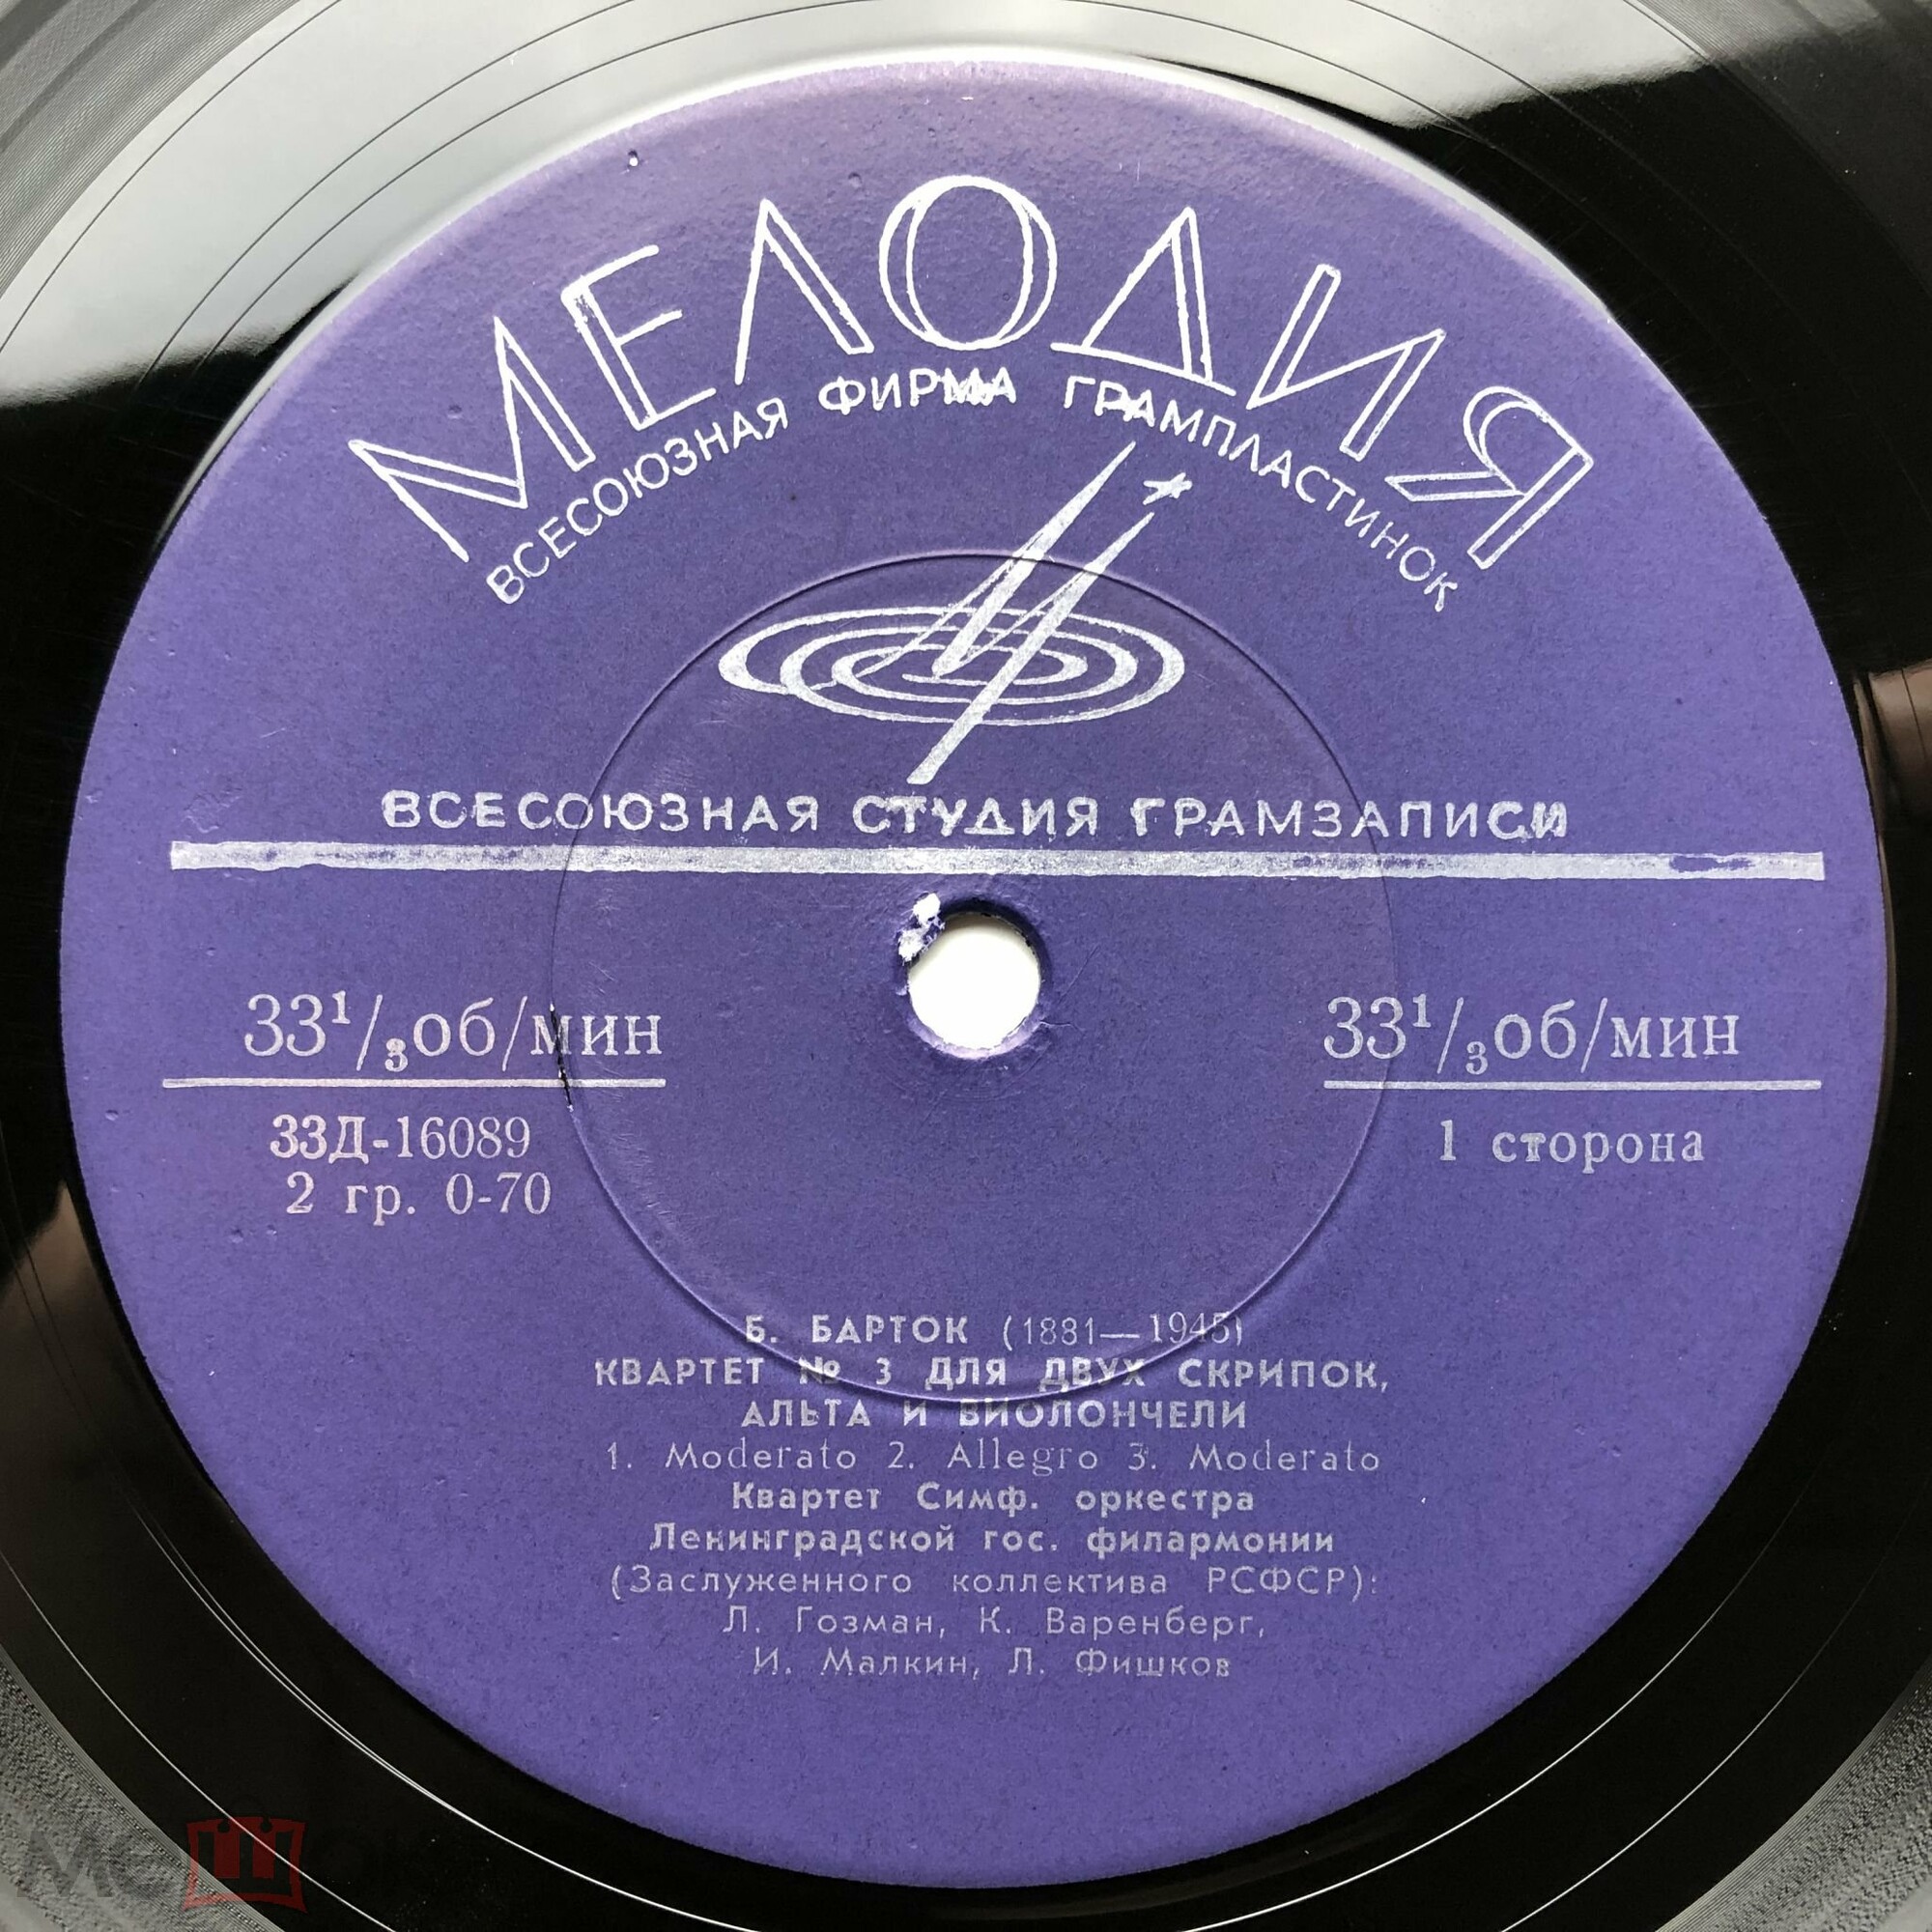 МЕЛОДИЯ
ВСЕСОЮЗНАЯ ФИРМА ГРАМПЛАСТИНОК
ВСЕСОЮЗНАЯ СТУДИЯ ГРАМЗАПИСИ
33¹/₃об/мин
33¹/₃об/мин
33Д-16089
1 сторона
2 гр. 0-70
Б. БАРТОК (1881—1945)
КВАРТЕТ № 3 ДЛЯ ДВУХ СКРИПОК,
АЛЬТА И ВИОЛОНЧЕЛИ
1. Moderato 2. Allegro 3. Moderato
Квартет Симф. оркестра
Ленинградской гос. филармонии
(Заслуженного коллектива РСФСР):
Л. Гозман, К. Варенберг,
И. Малкин, Л. Фишков